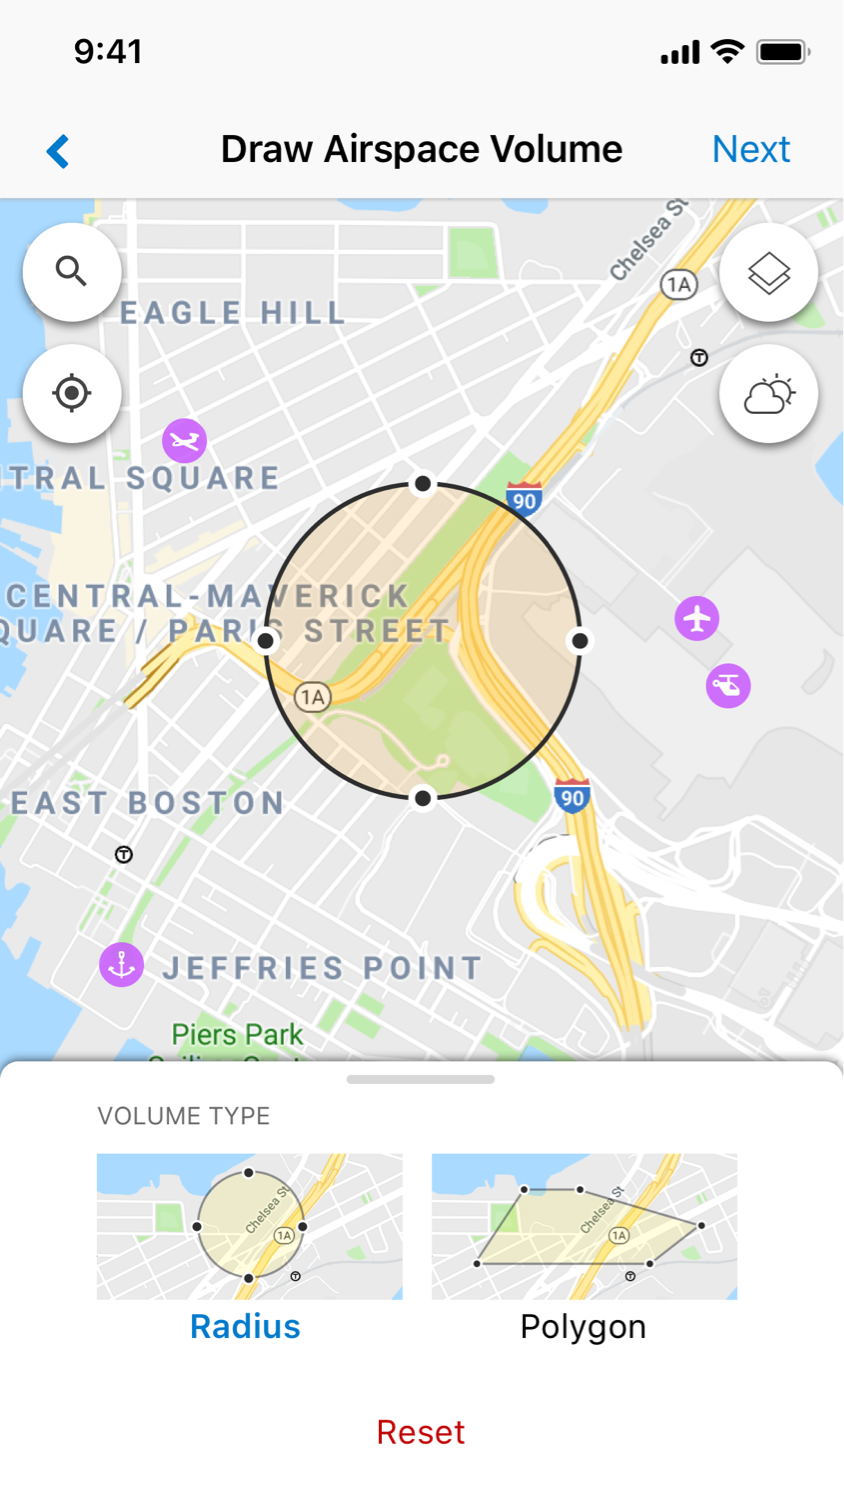 9:41
Draw Airspace Volume
Next
Chelsea St
1A
EAGLE HILL
T
TRAL SQUARE
90
CENTRAL-MAVERICK
QUARE / PARIS STREET
1A
EAST BOSTON
90
T
JEFFRIES POINT
Piers Park
VOLUME TYPE
Chelsea St
1A
T
Chelsea St
1A
T
Radius
Polygon
Reset